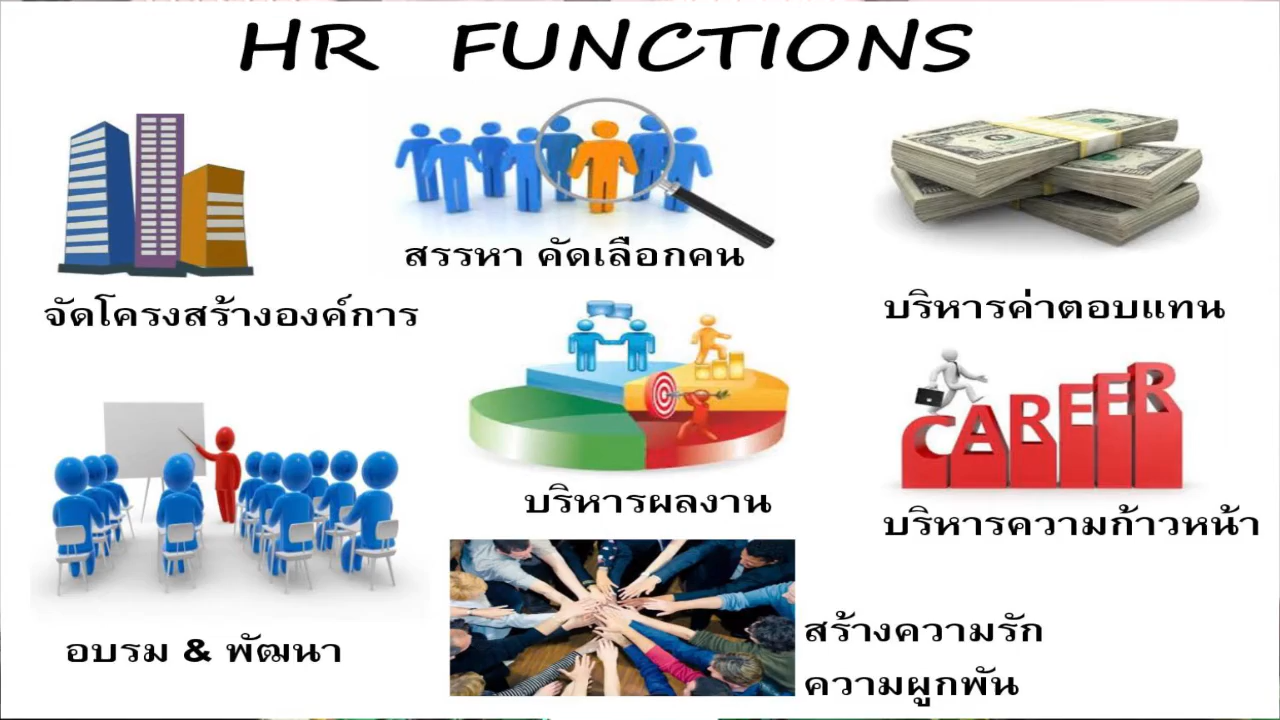 HR FUNCTIONS
สรรหา คัดเลือกคน
จัดโครงสร้างองค์การ
บริหารค่าตอบแทน
CAREER
บริหารผลงาน
บริหารความก้าวหน้า
อบรม & พัฒนา
สร้างความรัก
ความผูกพัน